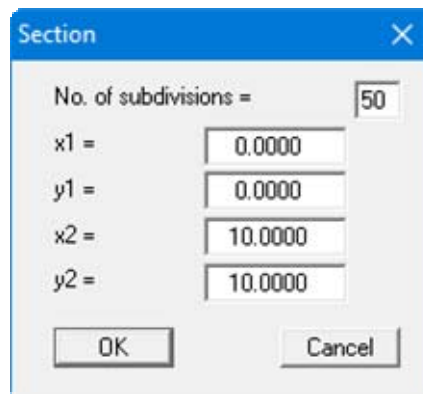 Section
No. of subdivisions = 50
x1 = 0.0000
y1 = 0.0000
x2 = 10.0000
y2 = 10.0000
OK Cancel